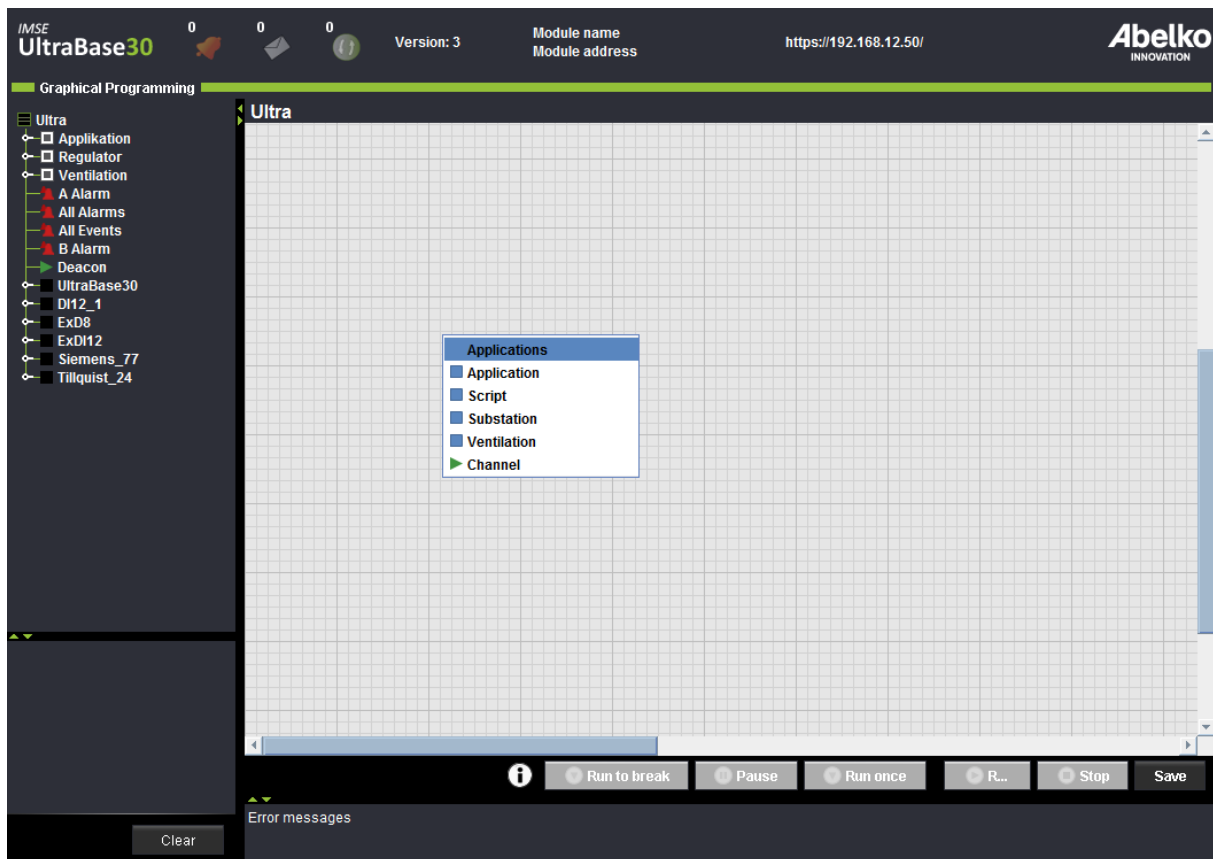 IMSE
UltraBase30
0
0
0
Version: 3
Module name
Module address
https://192.168.12.50/
Abelko
INNOVATION
Graphical Programming
Ultra
Applikation
Regulator
Ventilation
A Alarm
All Alarms
All Events
B Alarm
Deacon
UltraBase30
DI12_1
ExD8
ExDI12
Siemens_77
Tillquist_24
Ultra
Applications
Application
Script
Substation
Ventilation
Channel
Run to break
Pause
Run once
R...
Stop
Save
Error messages
Clear